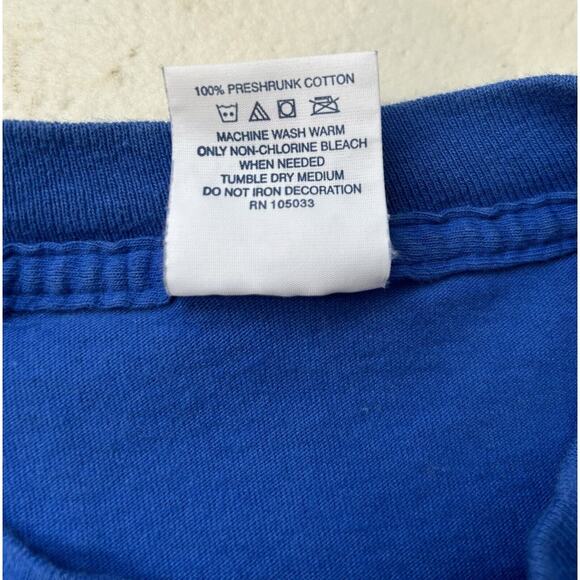 100% PRESHRUNK COTTON
MACHINE WASH WARM
ONLY NON-CHLORINE BLEACH
WHEN NEEDED
TUMBLE DRY MEDIUM
DO NOT IRON DECORATION
RN 105033